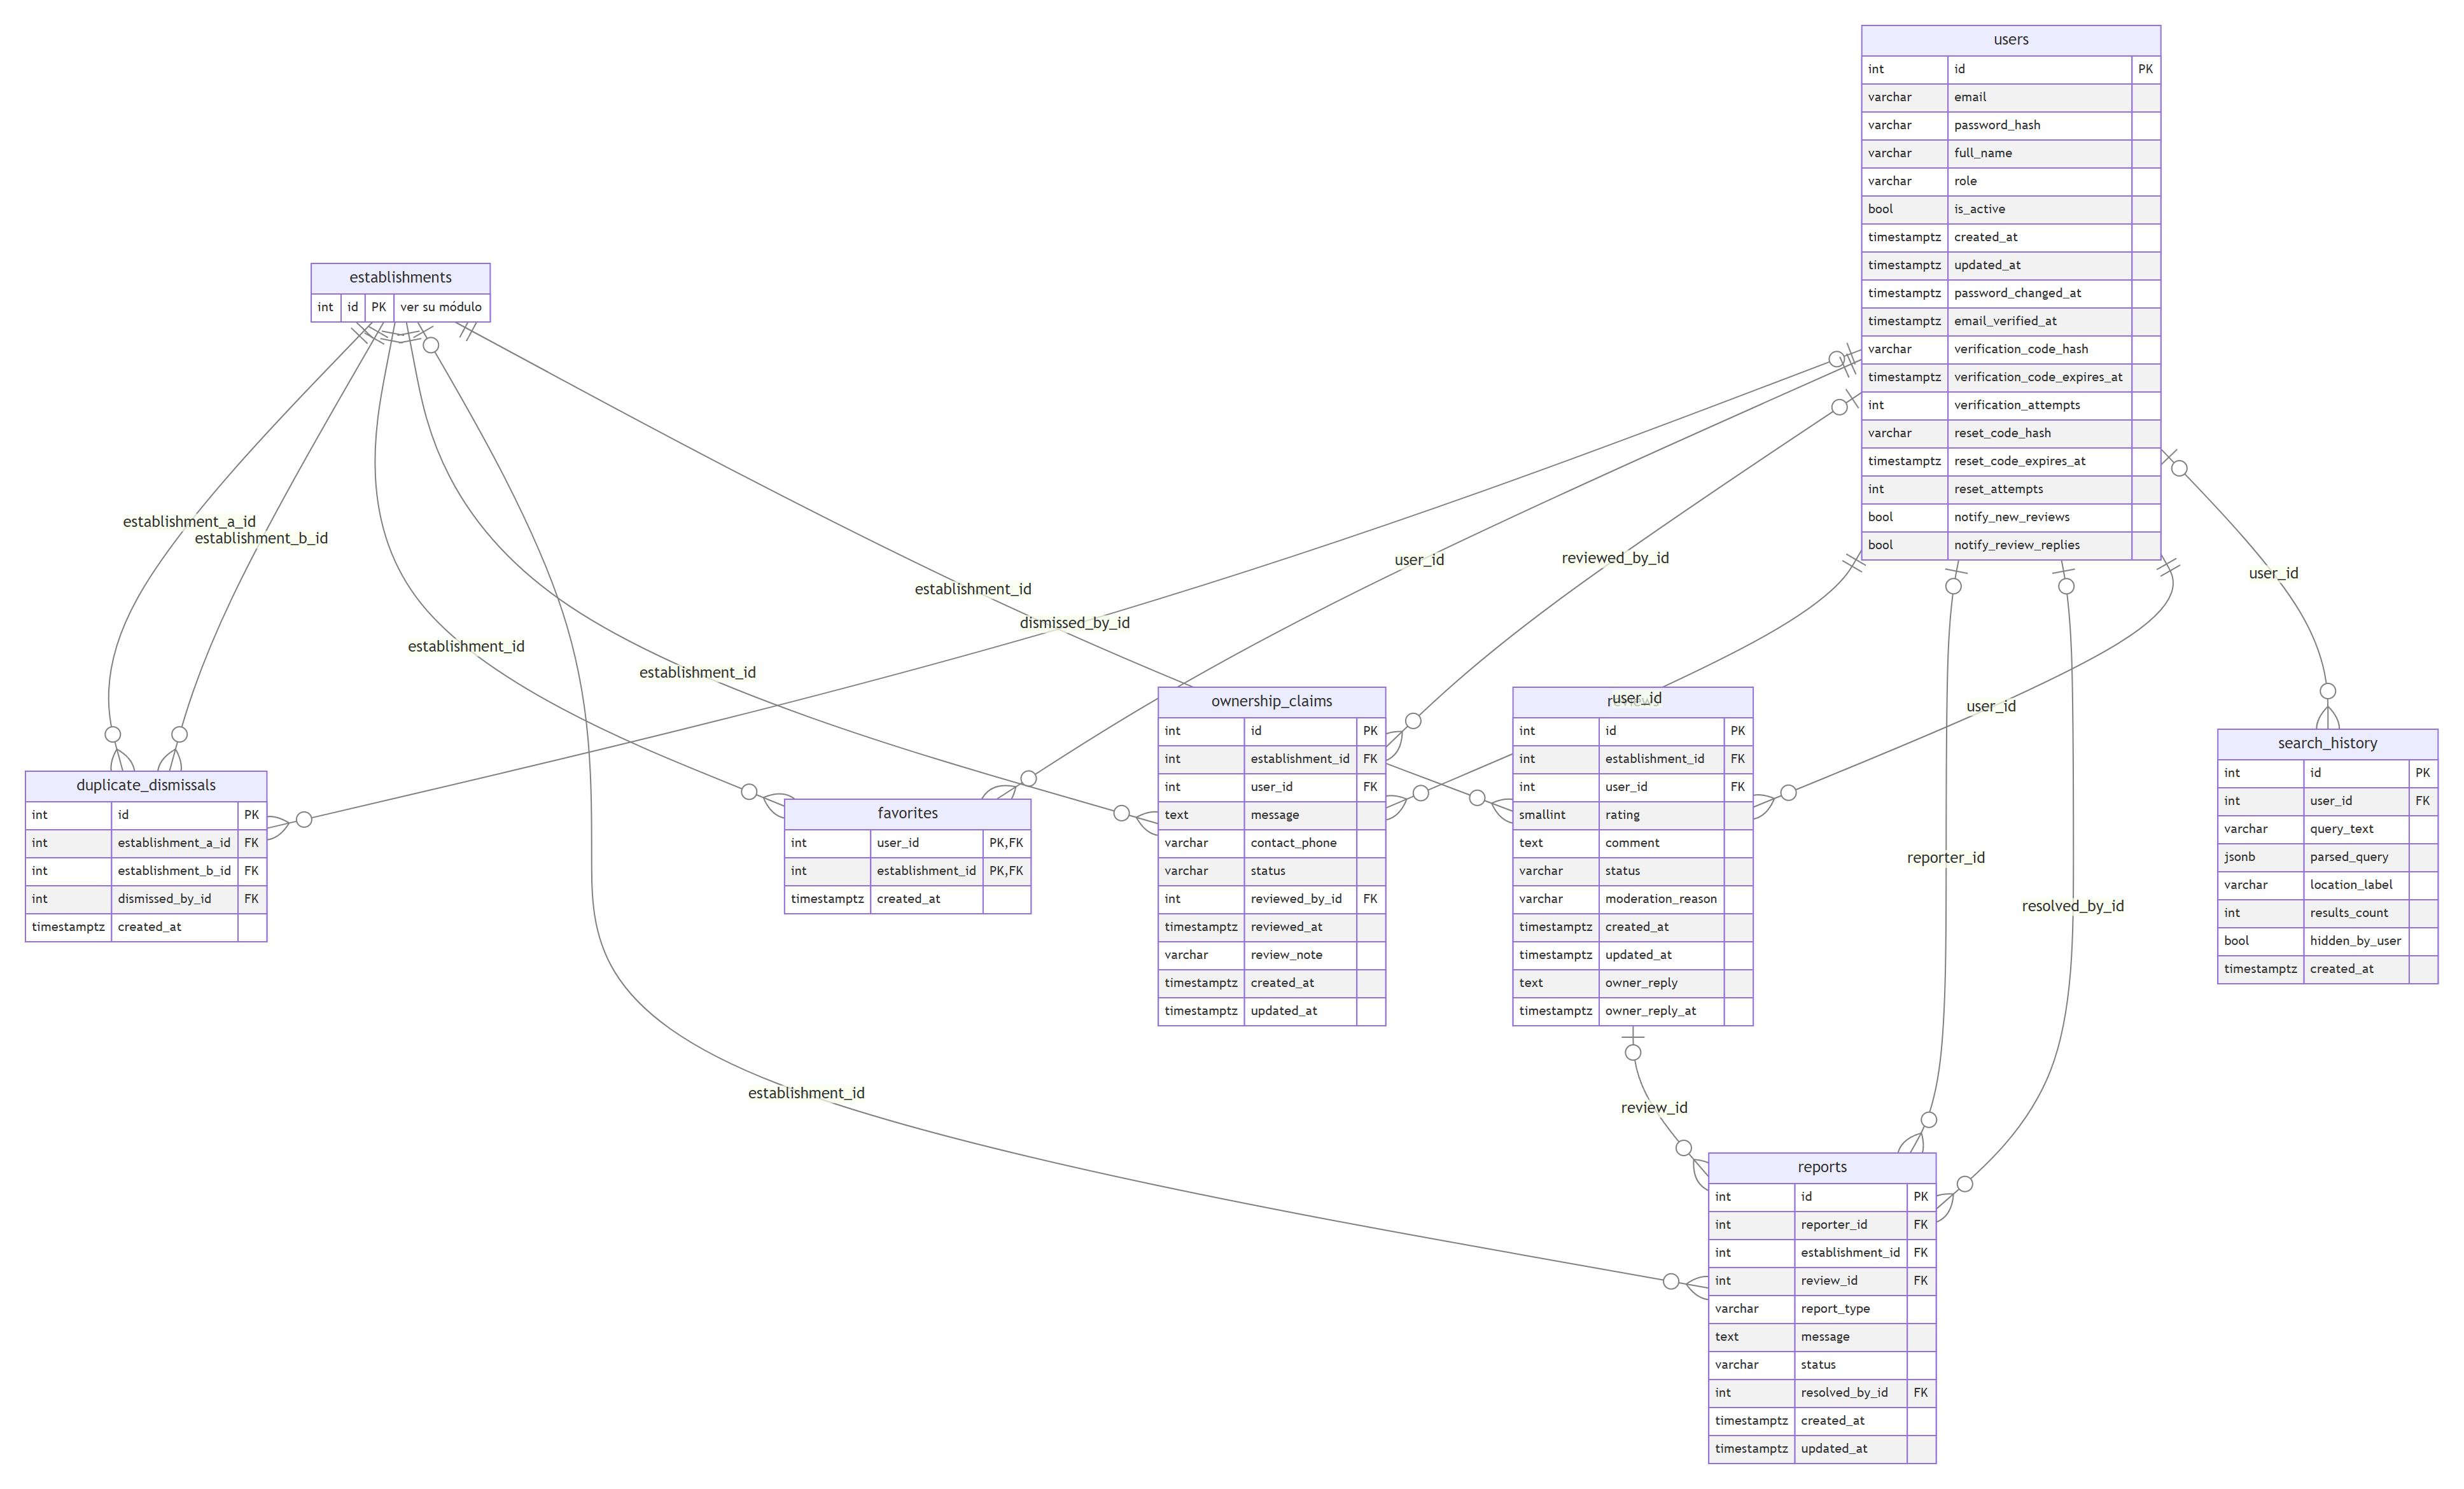 users
int id PK
varchar email
varchar password_hash
varchar full_name
varchar role
bool is_active
timestamptz created_at
timestamptz updated_at
timestamptz password_changed_at
timestamptz email_verified_at
varchar verification_code_hash
timestamptz verification_code_expires_at
int verification_attempts
varchar reset_code_hash
timestamptz reset_code_expires_at
int reset_attempts
bool notify_new_reviews
bool notify_review_replies
establishments
int id PK ver su módulo
establishment_a_id
establishment_b_id
establishment_id
dismissed_by_id
user_id
reviewed_by_id
user_id
establishment_id
establishment_id
user_id
user_id
duplicate_dismissals
int id PK
int establishment_a_id FK
int establishment_b_id FK
int dismissed_by_id FK
timestamptz created_at
favorites
int user_id PK,FK
int establishment_id PK,FK
timestamptz created_at
ownership_claims
int id PK
int establishment_id FK
int user_id FK
text message
varchar contact_phone
varchar status
int reviewed_by_id FK
timestamptz reviewed_at
varchar review_note
timestamptz created_at
timestamptz updated_at
reviews
int id PK
int establishment_id FK
int user_id FK
smallint rating
text comment
varchar status
varchar moderation_reason
timestamptz created_at
timestamptz updated_at
text owner_reply
timestamptz owner_reply_at
search_history
int id PK
int user_id FK
varchar query_text
jsonb parsed_query
varchar location_label
int results_count
bool hidden_by_user
timestamptz created_at
reporter_id
resolved_by_id
establishment_id
review_id
reports
int id PK
int reporter_id FK
int establishment_id FK
int review_id FK
varchar report_type
text message
varchar status
int resolved_by_id FK
timestamptz created_at
timestamptz updated_at